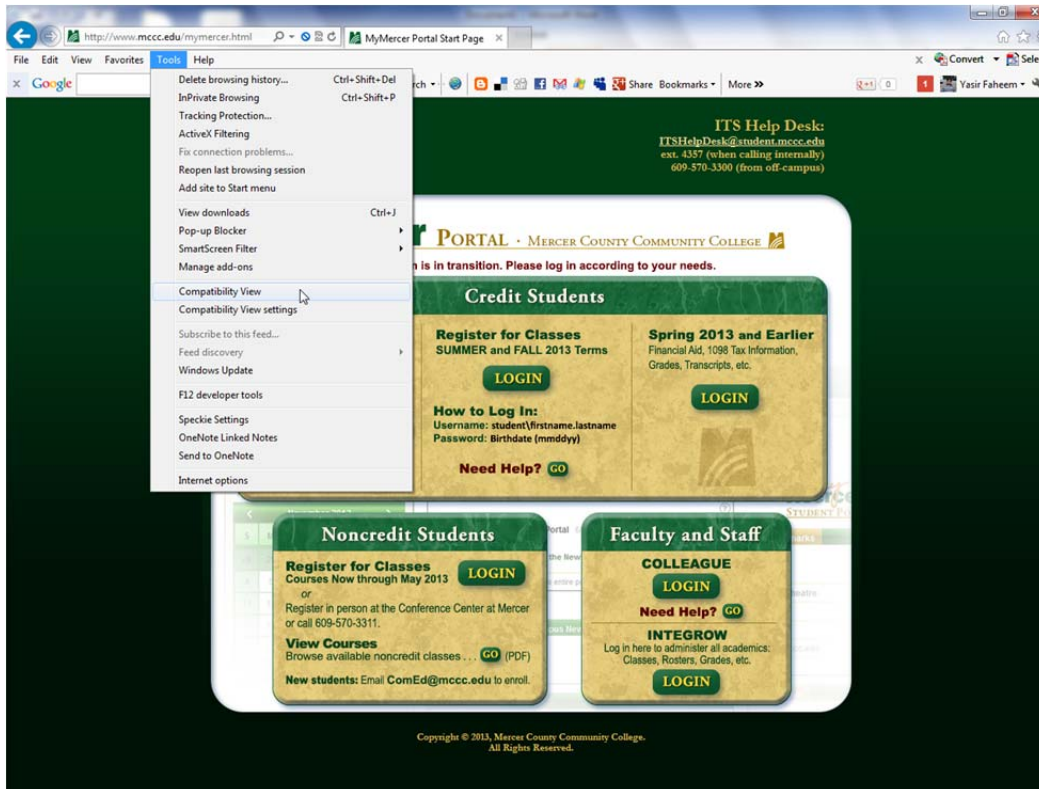 http://www.mccc.edu/mymercer.html
MyMercer Portal Start Page
File Edit View Favorites Tools Help
Convert
Google
Share Bookmarks More »
Yasir Faheem
Delete browsing history... Ctrl+Shift+Del
InPrivate Browsing Ctrl+Shift+P
Tracking Protection...
ActiveX Filtering
Fix connection problems...
Reopen last browsing session
Add site to Start menu
View downloads Ctrl+J
Pop-up Blocker
SmartScreen Filter
Manage add-ons
Compatibility View
Compatibility View settings
Subscribe to this feed...
Feed discovery
Windows Update
F12 developer tools
Speckie Settings
OneNote Linked Notes
Send to OneNote
Internet options
ITS Help Desk:
ITSHelpDesk@student.mccc.edu
ext. 4357 (when calling internally)
609-570-3300 (from off-campus)
PORTAL · MERCER COUNTY COMMUNITY COLLEGE
is in transition. Please log in according to your needs.
Credit Students
Register for Classes
SUMMER and FALL 2013 Terms
LOGIN
How to Log In:
Username: student\firstname.lastname
Password: Birthdate (mmddyy)
Need Help? GO
Spring 2013 and Earlier
Financial Aid, 1098 Tax Information,
Grades, Transcripts, etc.
LOGIN
Noncredit Students
Register for Classes
Courses Now through May 2013
LOGIN
or
Register in person at the Conference Center at Mercer
or call 609-570-3311.
View Courses
Browse available noncredit classes . . . GO (PDF)
New students: Email ComEd@mccc.edu to enroll.
Faculty and Staff
COLLEAGUE
LOGIN
Need Help? GO
INTEGROW
Log in here to administer all academics:
Classes, Rosters, Grades, etc.
LOGIN
Copyright © 2013, Mercer County Community College.
All Rights Reserved.